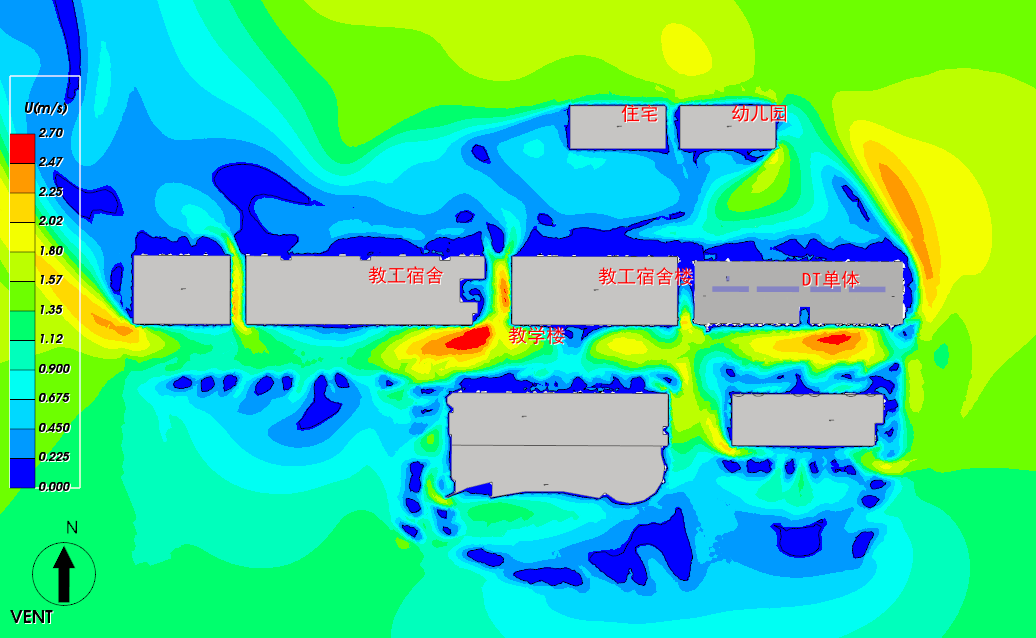 住宅
幼儿园
U(m/s)
2.70
2.47
2.25
2.02
1.80
1.57
1.35
1.12
0.900
0.675
0.450
0.225
0.000
教工宿舍
教工宿舍楼
DT单体
教学楼
N
VENT